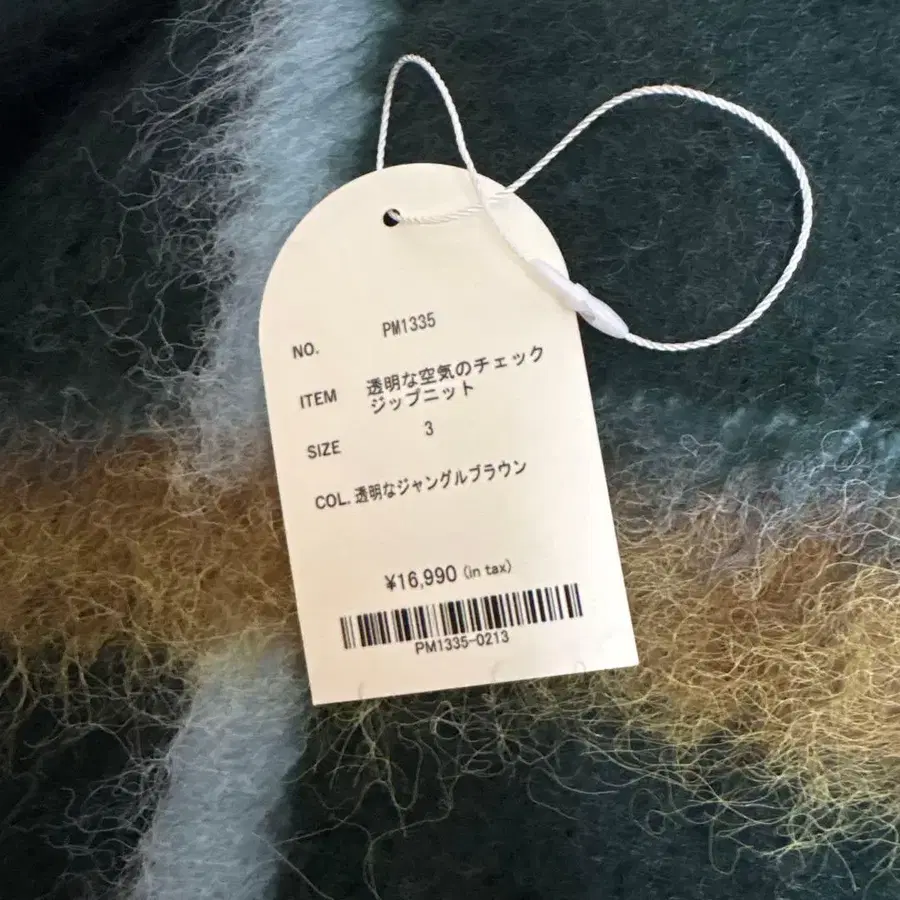 NO. PM1335
ITEM 透明な空気のチェック
ジップニット
SIZE 3
COL. 透明なジャングルブラウン
¥16,990 (in tax)
PM1335-0213